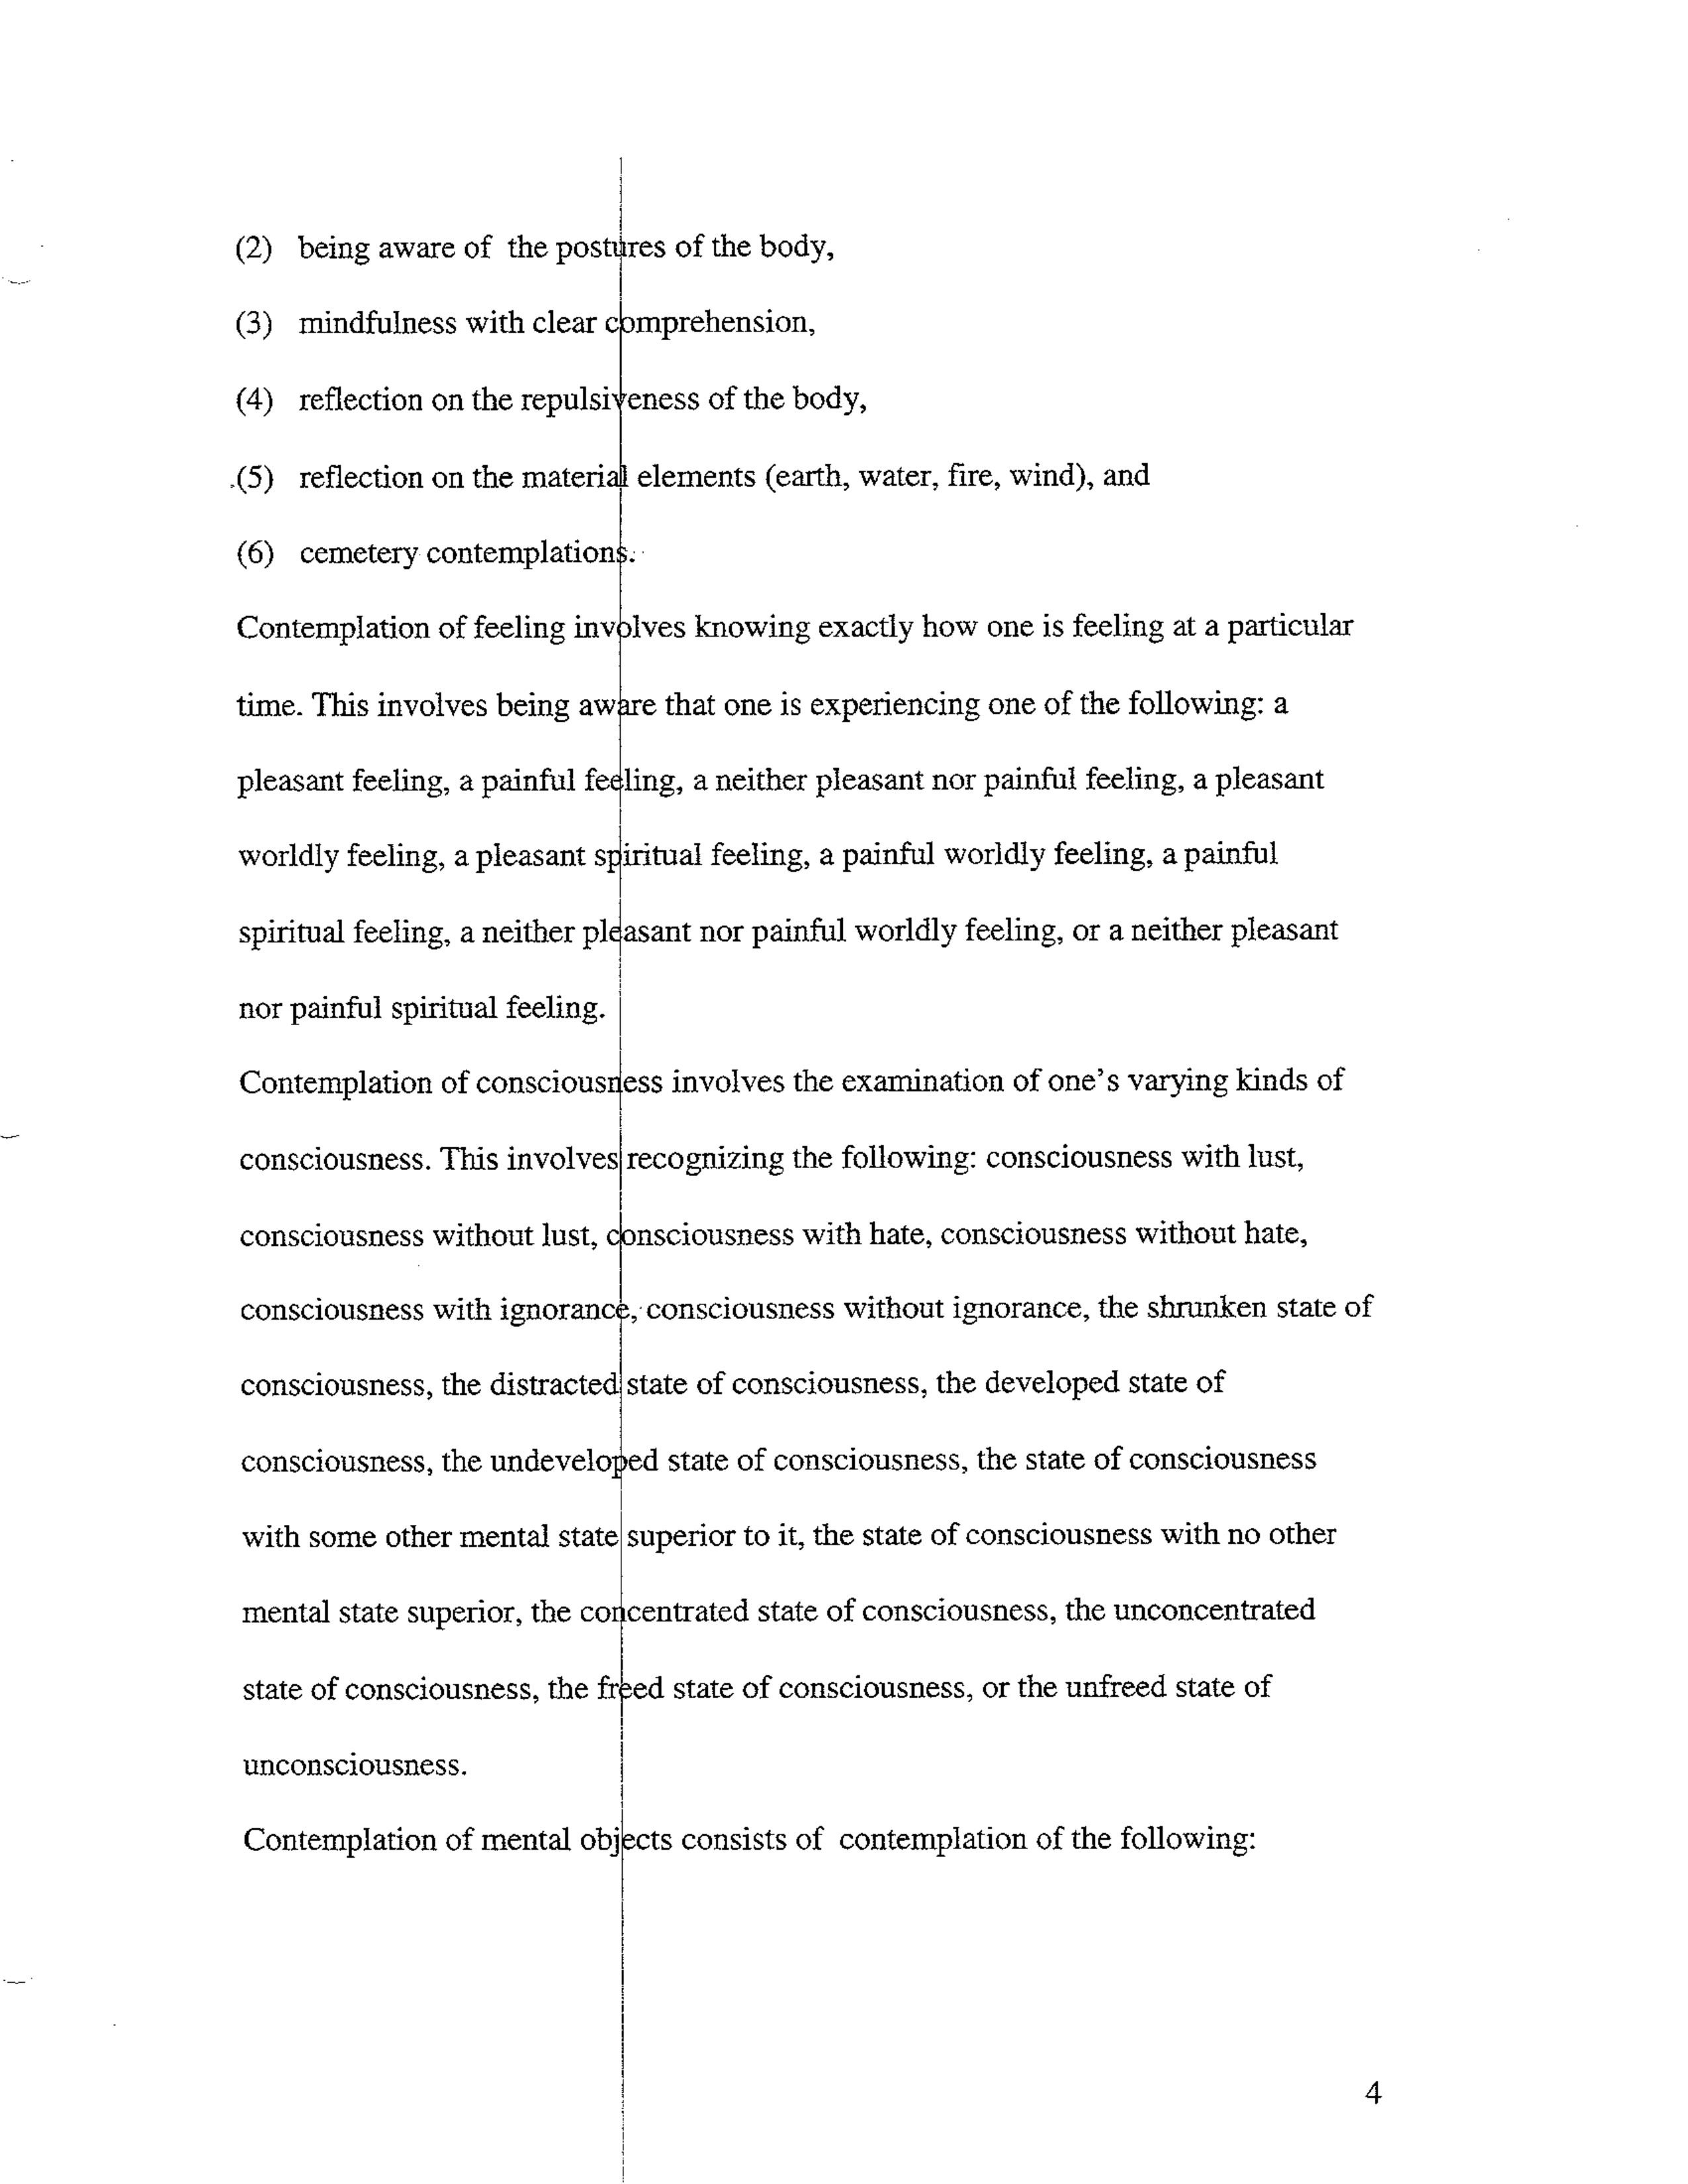 (2) being aware of the postures of the body,
(3) mindfulness with clear comprehension,
(4) reflection on the repulsiveness of the body,
(5) reflection on the material elements (earth, water, fire, wind), and
(6) cemetery contemplations.
Contemplation of feeling involves knowing exactly how one is feeling at a particular
time. This involves being aware that one is experiencing one of the following: a
pleasant feeling, a painful feeling, a neither pleasant nor painful feeling, a pleasant
worldly feeling, a pleasant spiritual feeling, a painful worldly feeling, a painful
spiritual feeling, a neither pleasant nor painful worldly feeling, or a neither pleasant
nor painful spiritual feeling.
Contemplation of consciousness involves the examination of one's varying kinds of
consciousness. This involves recognizing the following: consciousness with lust,
consciousness without lust, consciousness with hate, consciousness without hate,
consciousness with ignorance, consciousness without ignorance, the shrunken state of
consciousness, the distracted state of consciousness, the developed state of
consciousness, the undeveloped state of consciousness, the state of consciousness
with some other mental state superior to it, the state of consciousness with no other
mental state superior, the concentrated state of consciousness, the unconcentrated
state of consciousness, the freed state of consciousness, or the unfreed state of
unconsciousness.
Contemplation of mental objects consists of contemplation of the following:
4